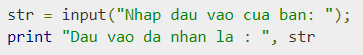 str = input("Nhap dau vao cua ban: ");
print "Dau vao da nhan la : ", str